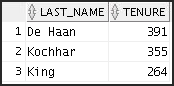 LAST_NAME TENURE
1 De Haan 391
2 Kochhar 355
3 King 264